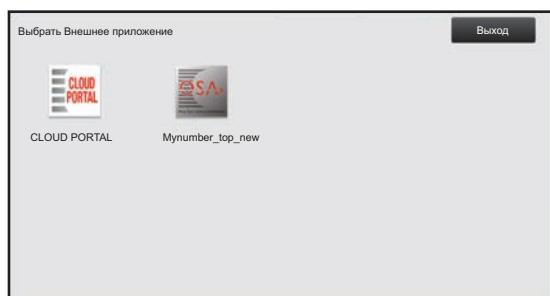 Выбрать Внешнее приложение
Выход
CLOUD
PORTAL
OSA
CLOUD PORTAL
Mynumber_top_new